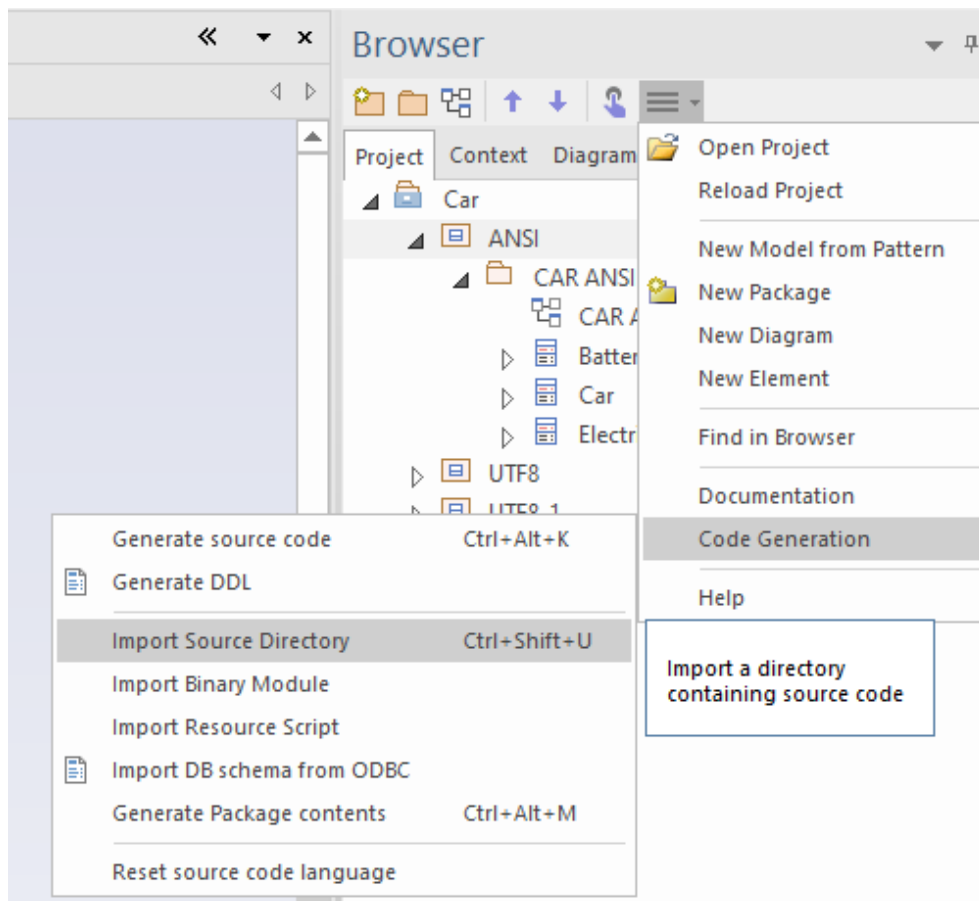 Browser
Project Context Diagram
Car
ANSI
CAR ANSI
CAR
Car
UTF8
Open Project
Reload Project
New Model from Pattern
New Package
New Diagram
New Element
Find in Browser
Documentation
Code Generation
Help
Generate source code Ctrl+Alt+K
Generate DDL
Import Source Directory Ctrl+Shift+U
Import Binary Module
Import Resource Script
Import DB schema from ODBC
Generate Package contents Ctrl+Alt+M
Reset source code language
Import a directory
containing source code